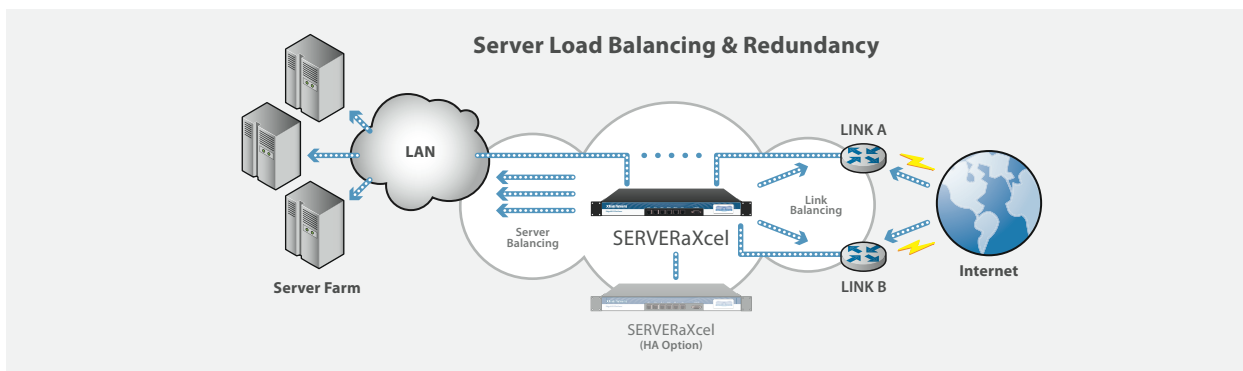 Server Load Balancing & Redundancy
LAN
LINK A
Link
Balancing
Server
Balancing
SERVERaXcel
Server Farm
LINK B
Internet
SERVERaXcel
(HA Option)